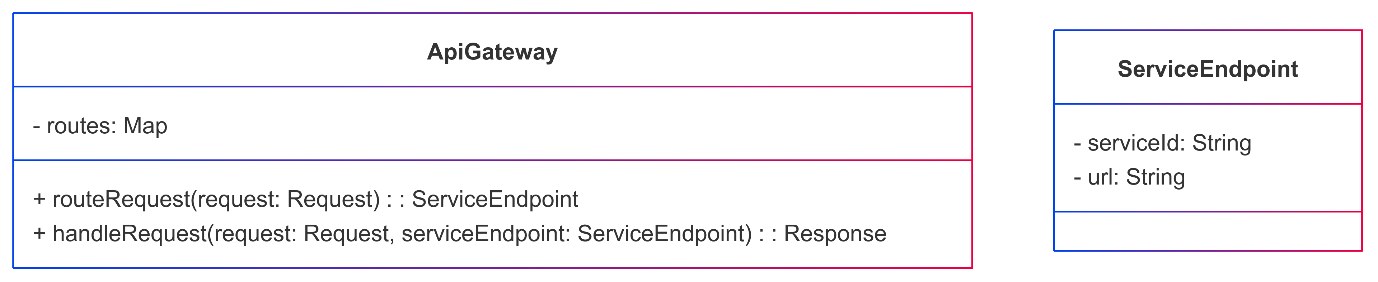 ApiGateway
- routes: Map
+ routeRequest(request: Request) : : ServiceEndpoint
+ handleRequest(request: Request, serviceEndpoint: ServiceEndpoint) : : Response
ServiceEndpoint
- serviceId: String
- url: String